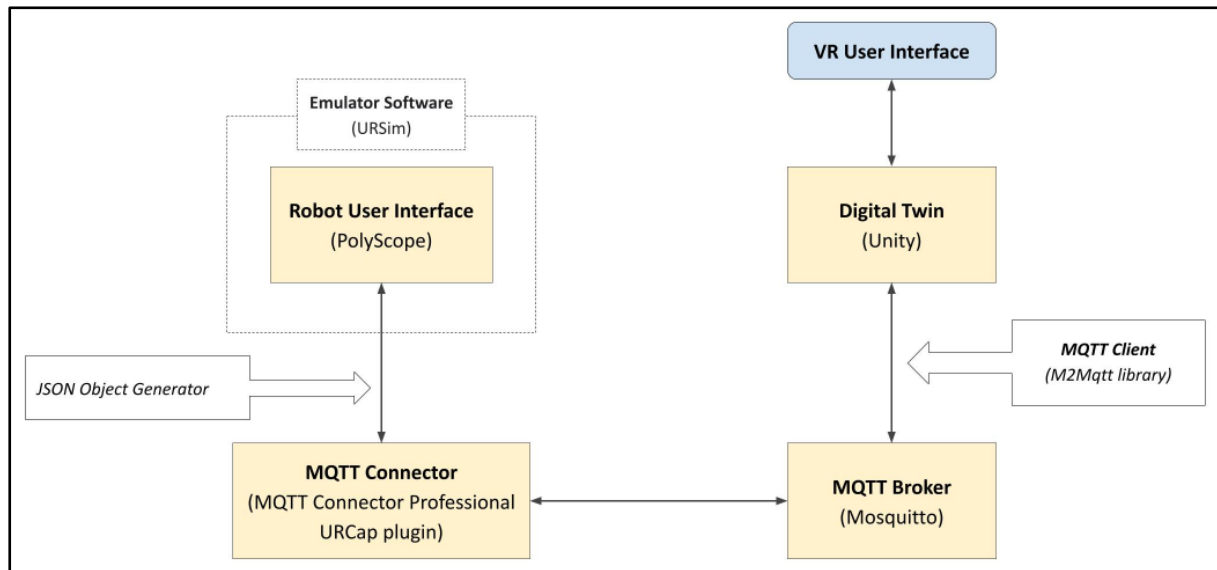 VR User Interface
Emulator Software
(URSim)
Robot User Interface
(PolyScope)
Digital Twin
(Unity)
JSON Object Generator
MQTT Client
(M2Mqtt library)
MQTT Connector
(MQTT Connector Professional
URCap plugin)
MQTT Broker
(Mosquitto)